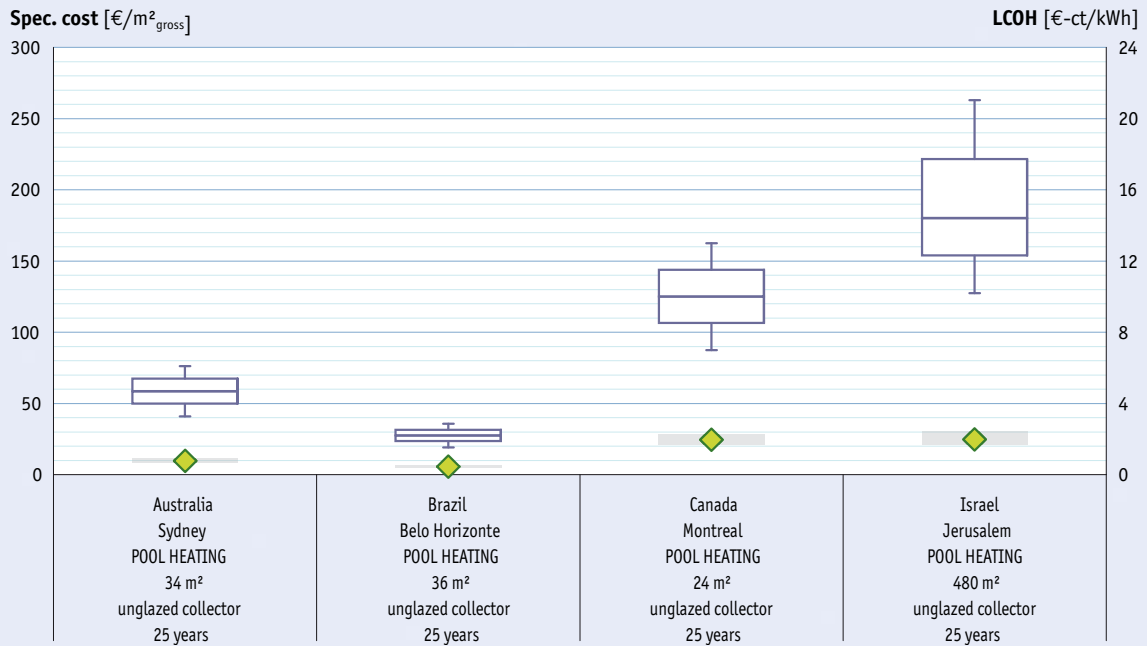 Spec. cost [€/m²gross] LCOH [€-ct/kWh]
300 24
250 20
200 16
150 12
100 8
50 4
0 0
Australia Brazil Canada Israel
Sydney Belo Horizonte Montreal Jerusalem
POOL HEATING POOL HEATING POOL HEATING POOL HEATING
34 m² 36 m² 24 m² 480 m²
unglazed collector unglazed collector unglazed collector unglazed collector
25 years 25 years 25 years 25 years